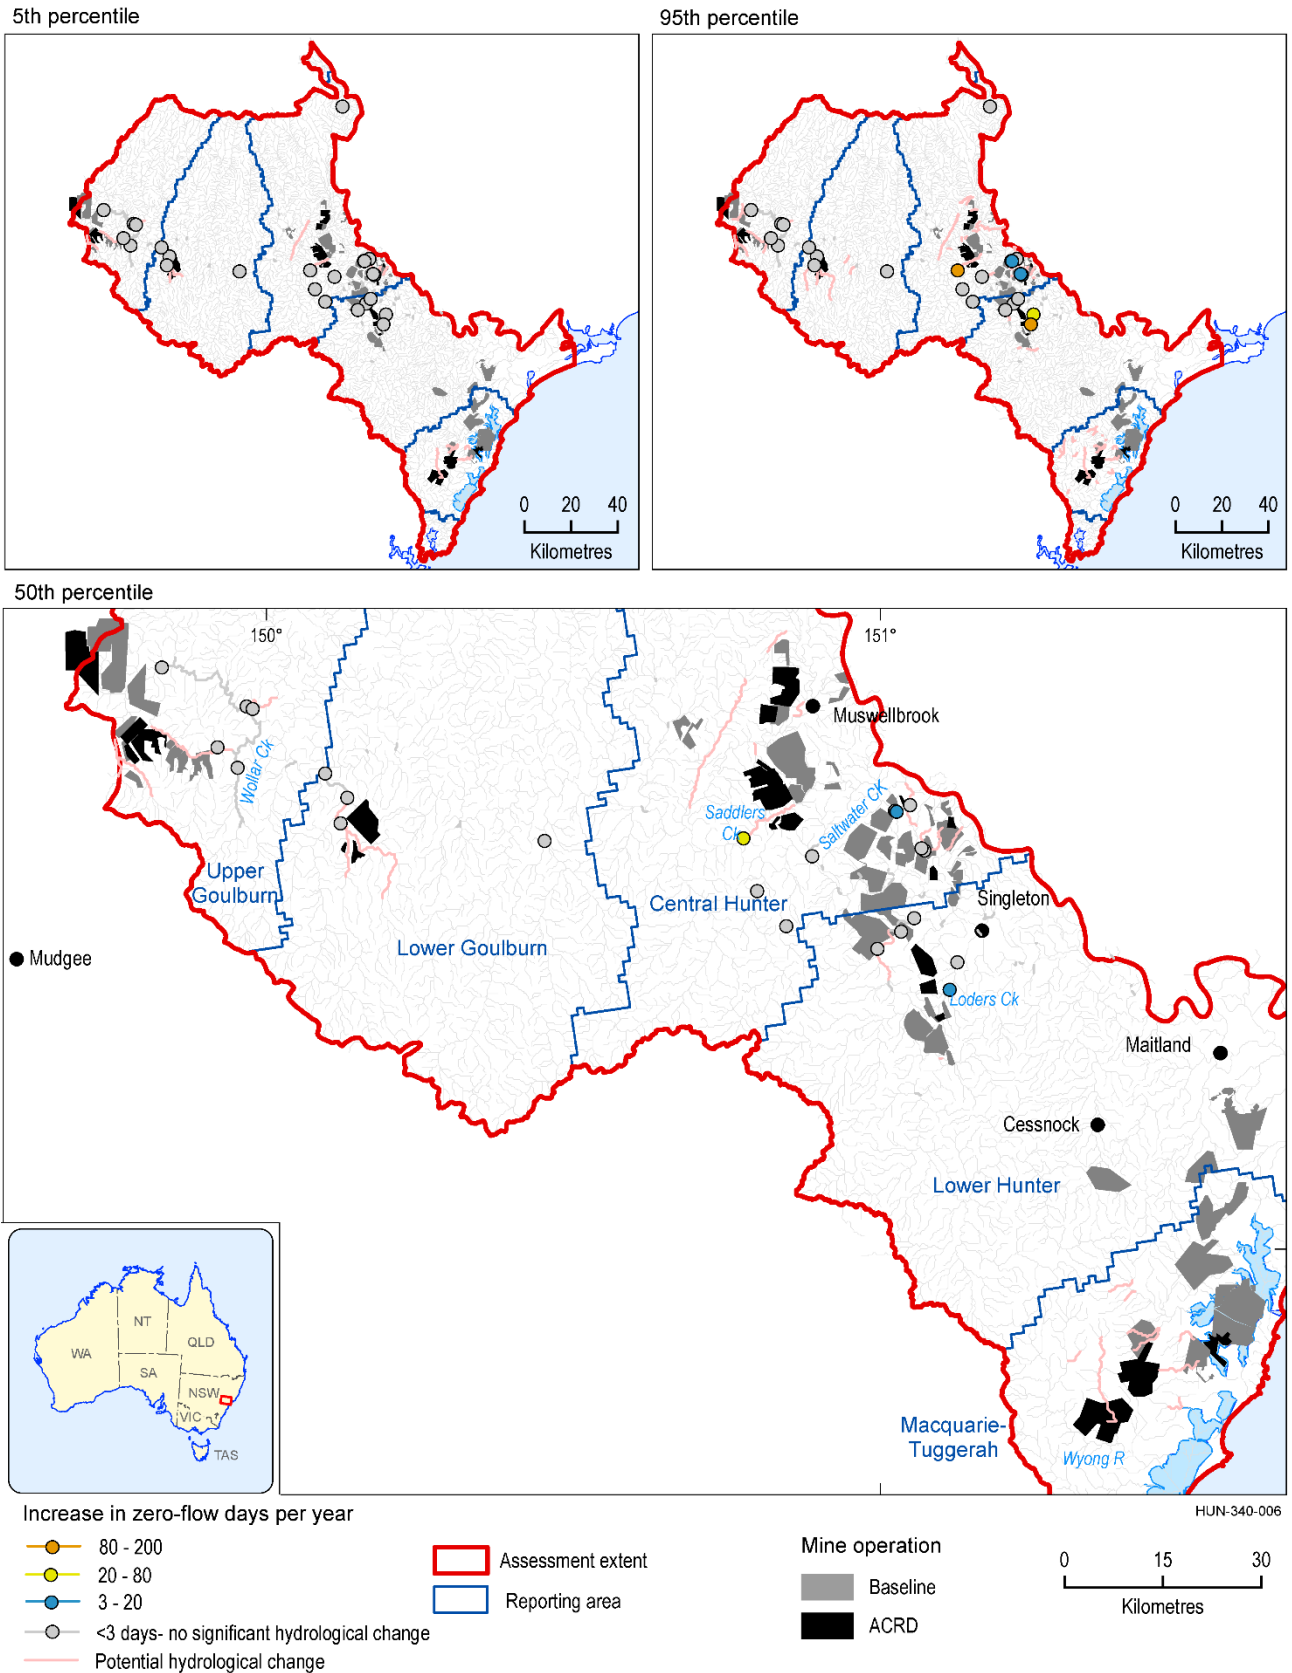 5th percentile
95th percentile
0 20 40
Kilometres
0 20 40
Kilometres
50th percentile
150°
151°
Muswellbrook
Wollar Ck
Saddlers
Ck
Saltwater CK
Upper
Goulburn
Central Hunter
Singleton
Lower Goulburn
Mudgee
Loders Ck
Maitland
Cessnock
Lower Hunter
Macquarie-
Tuggerah
Wyong R
NT
QLD
WA
SA
NSW
VIC
TAS
HUN-340-006
Increase in zero-flow days per year
80 - 200
20 - 80
3 - 20
<3 days- no significant hydrological change
Potential hydrological change
Assessment extent
Reporting area
Mine operation
Baseline
ACRD
0 15 30
Kilometres